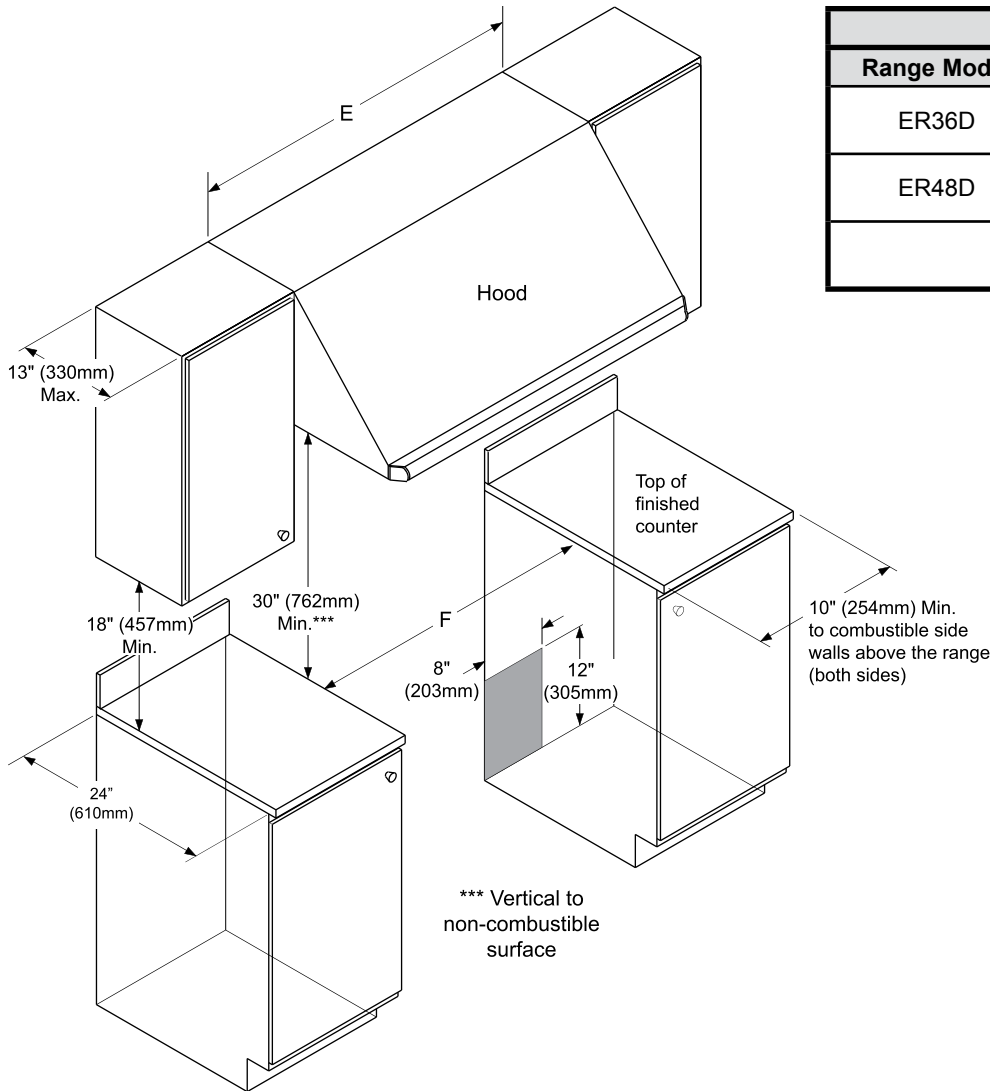 E
Range Mod
ER36D
ER48D
Hood
13" (330mm)
Max.
Top of
finished
counter
18" (457mm)
Min.
30" (762mm)
Min.***
F
8"
(203mm)
12"
(305mm)
10" (254mm) Min.
to combustible side
walls above the range
(both sides)
24”
(610mm)
*** Vertical to
non-combustible
surface